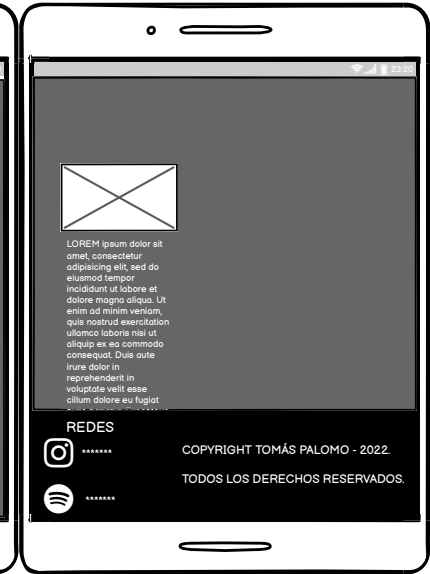 23:20
LOREM ipsum dolor sit
amet, consectetur
adipisicing elit, sed do
eiusmod tempor
incididunt ut labore et
dolore magna aliqua. Ut
enim ad minim veniam,
quis nostrud exercitation
ullamco laboris nisi ut
aliquip ex ea commodo
consequat. Duis aute
irure dolor in
reprehenderit in
voluptate velit esse
cillum dolore eu fugiat
REDES
*******
COPYRIGHT TOMÁS PALOMO - 2022.
TODOS LOS DERECHOS RESERVADOS.
*******